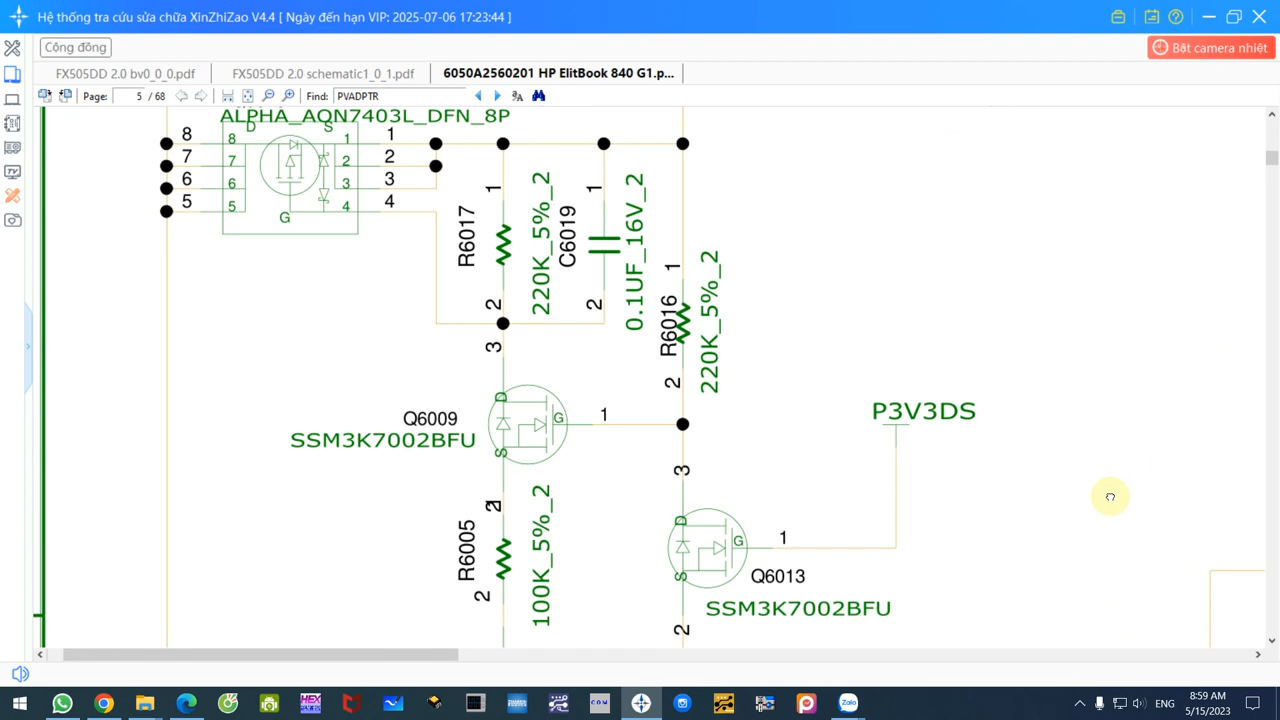 Hệ thống tra cứu sửa chữa XinZhiZao V4.4 [ Ngày đến hạn VIP: 2025-07-06 17:23:44 ]
Cộng đồng
Bật camera nhiệt
FX505DD 2.0 bv0_0_0.pdf
FX505DD 2.0 schematic1_0_1.pdf
6050A2560201 HP ElitBook 840 G1.p...
Page: 5 / 68
Find: PVADPTR
ALPHA_AON7403L_DFN_8P
D S
8 8 1 1
7 7 2 2
6 6 3 3
5 5 G 4 4
R6017
1
2
220K_5%_2
C6019
1
2
0.1UF_16V_2
R6016
1
2
220K_5%_2
3
D
G
S
1
Q6009
SSM3K7002BFU
P3V3DS
2
1
R6005
2
100K_5%_2
3
D
G
S
1
Q6013
SSM3K7002BFU
2
HEX
COM
Zalo
ENG
8:59 AM
5/15/2023